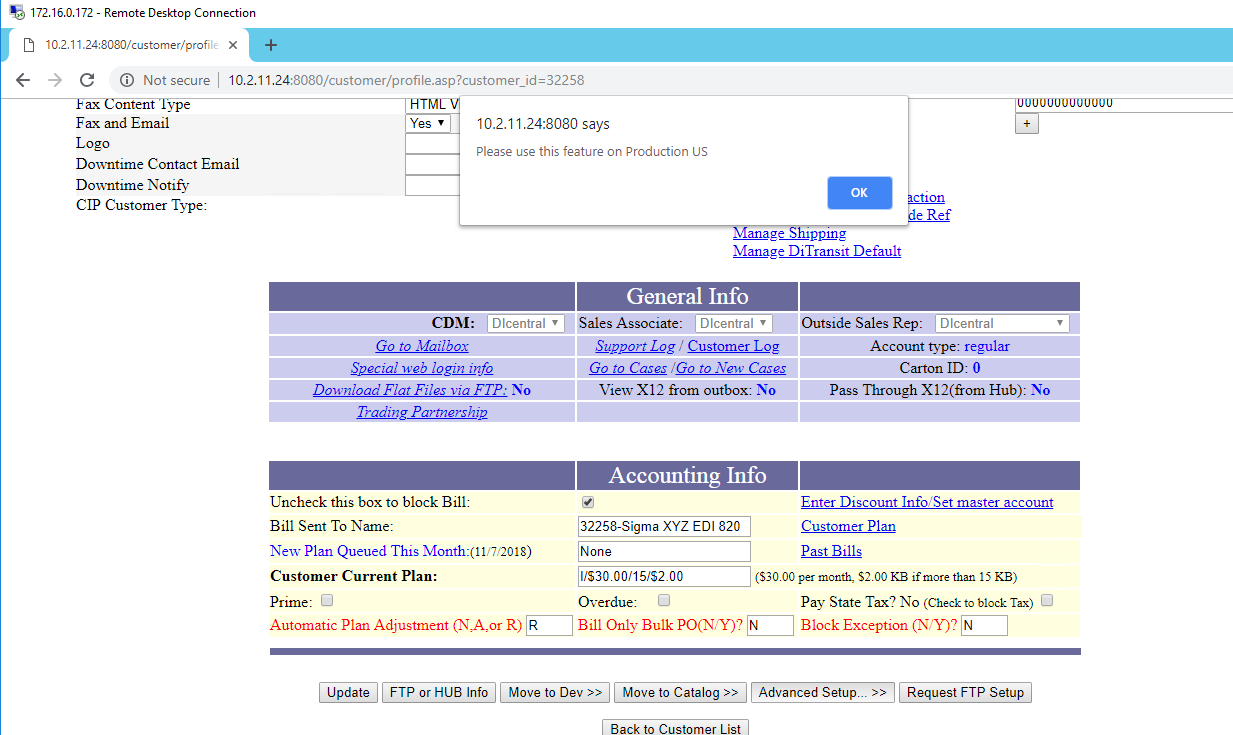 172.16.0.172 - Remote Desktop Connection
10.2.11.24:8080/customer/profile
Not secure | 10.2.11.24:8080/customer/profile.asp?customer_id=32258
Fax Content Type HTML V 0000000000000
Fax and Email Yes +
Logo
Downtime Contact Email
Downtime Notify
CIP Customer Type:
10.2.11.24:8080 says
Please use this feature on Production US
OK
action
de Ref
Manage Shipping
Manage DiTransit Default
General Info
CDM: DIcentral Sales Associate: DIcentral Outside Sales Rep: DIcentral
Go to Mailbox Support Log / Customer Log Account type: regular
Special web login info Go to Cases /Go to New Cases Carton ID: 0
Download Flat Files via FTP: No View X12 from outbox: No Pass Through X12(from Hub): No
Trading Partnership
Accounting Info
Uncheck this box to block Bill: Enter Discount Info/Set master account
Bill Sent To Name: 32258-Sigma XYZ EDI 820 Customer Plan
New Plan Queued This Month:(11/7/2018) None Past Bills
Customer Current Plan: I/$30.00/15/$2.00 ($30.00 per month, $2.00 KB if more than 15 KB)
Prime: Overdue: Pay State Tax? No (Check to block Tax)
Automatic Plan Adjustment (N,A,or R) R Bill Only Bulk PO(N/Y)? N Block Exception (N/Y)? N
Update FTP or HUB Info Move to Dev >> Move to Catalog >> Advanced Setup... >> Request FTP Setup
Back to Customer List